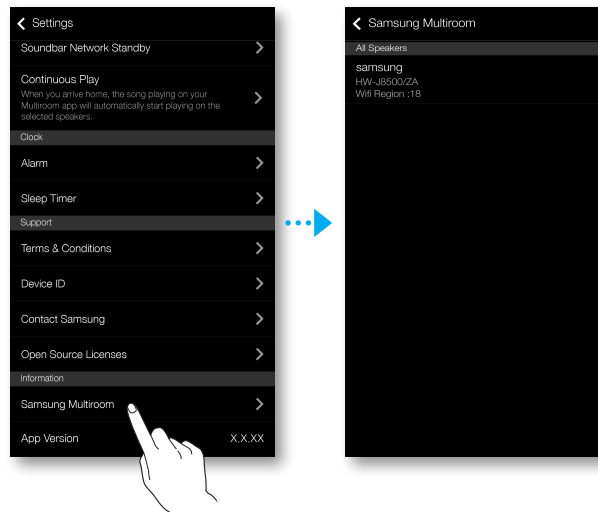 Settings
Soundbar Network Standby
Continuous Play
When you arrive home, the song playing on your
Multiroom app will automatically start playing on the
selected speakers.
Clock
Alarm
Sleep Timer
Support
Terms & Conditions
Device ID
Contact Samsung
Open Source Licenses
Information
Samsung Multiroom
App Version X.X.XX
Samsung Multiroom
All Speakers
samsung
HW-J8500/ZA
Wifi Region :18